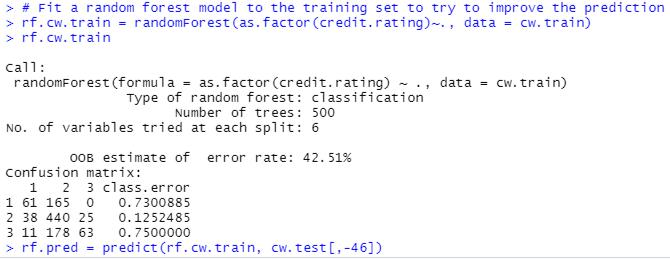 > # Fit a random forest model to the training set to try to improve the prediction
> rf.cw.train = randomForest(as.factor(credit.rating)~., data = cw.train)
> rf.cw.train
Call:
 randomForest(formula = as.factor(credit.rating) ~ ., data = cw.train)
               Type of random forest: classification
                     Number of trees: 500
No. of variables tried at each split: 6
        OOB estimate of  error rate: 42.51%
Confusion matrix:
   1   2  3 class.error
1 61 165  0   0.7300885
2 38 440 25   0.1252485
3 11 178 63   0.7500000
> rf.pred = predict(rf.cw.train, cw.test[,-46])